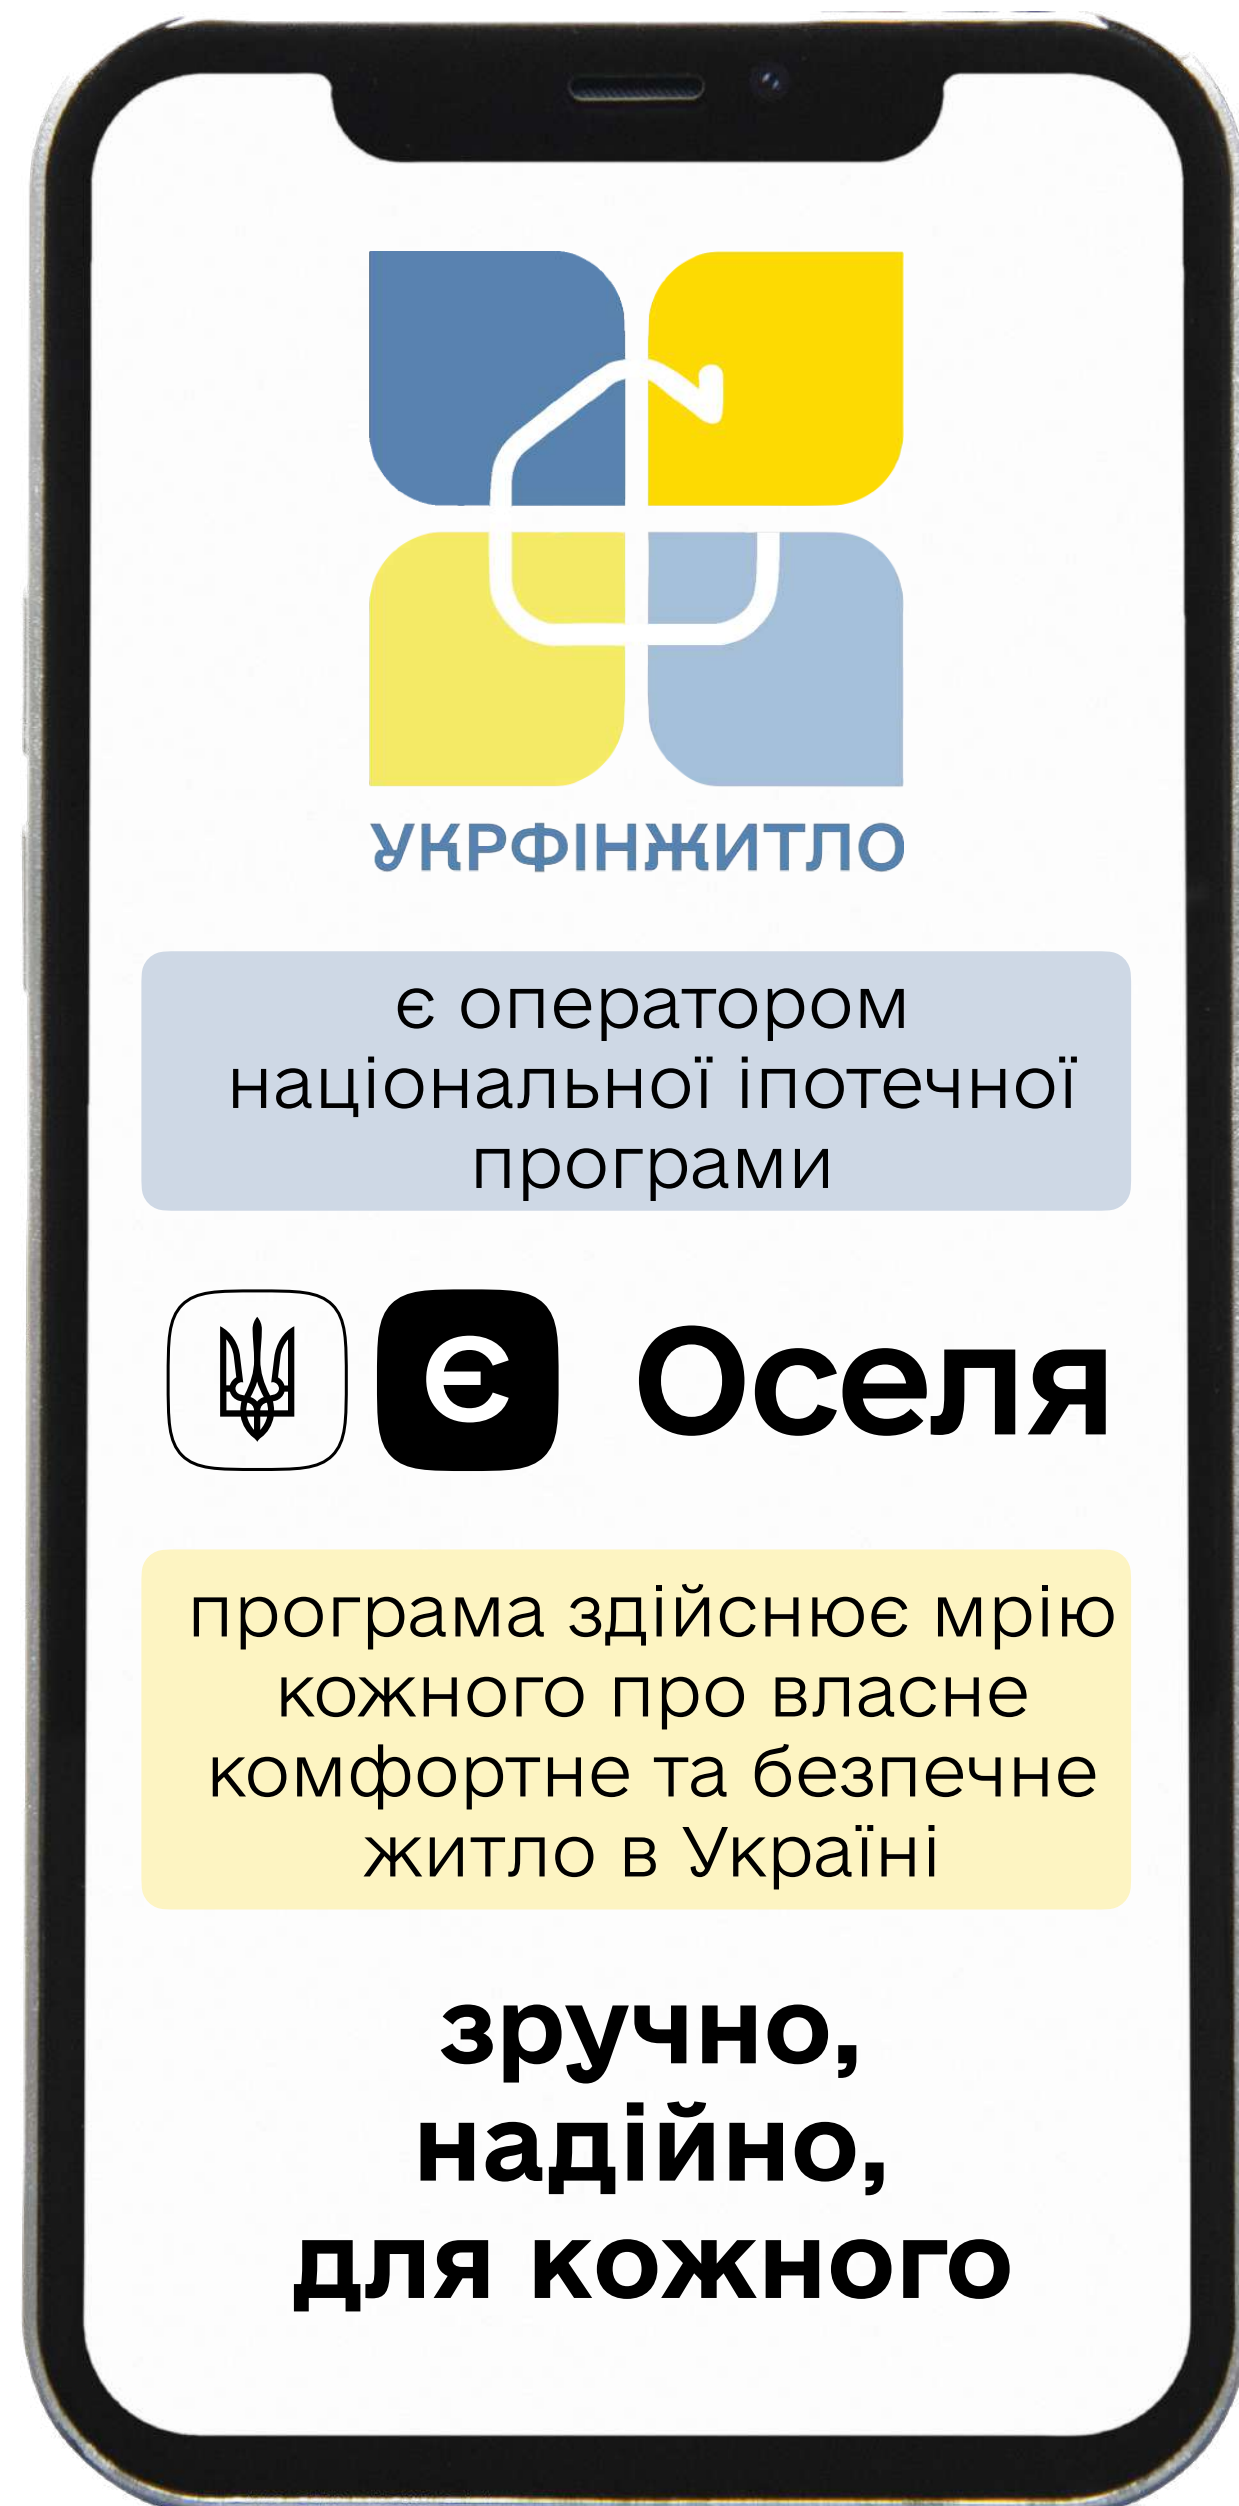 УКРФІНЖИТЛО
є оператором
національної іпотечної
програми
Є Оселя
програма здійснює мрію
кожного про власне
комфортне та безпечне
житло в Україні
зручно,
надійно,
для кожного